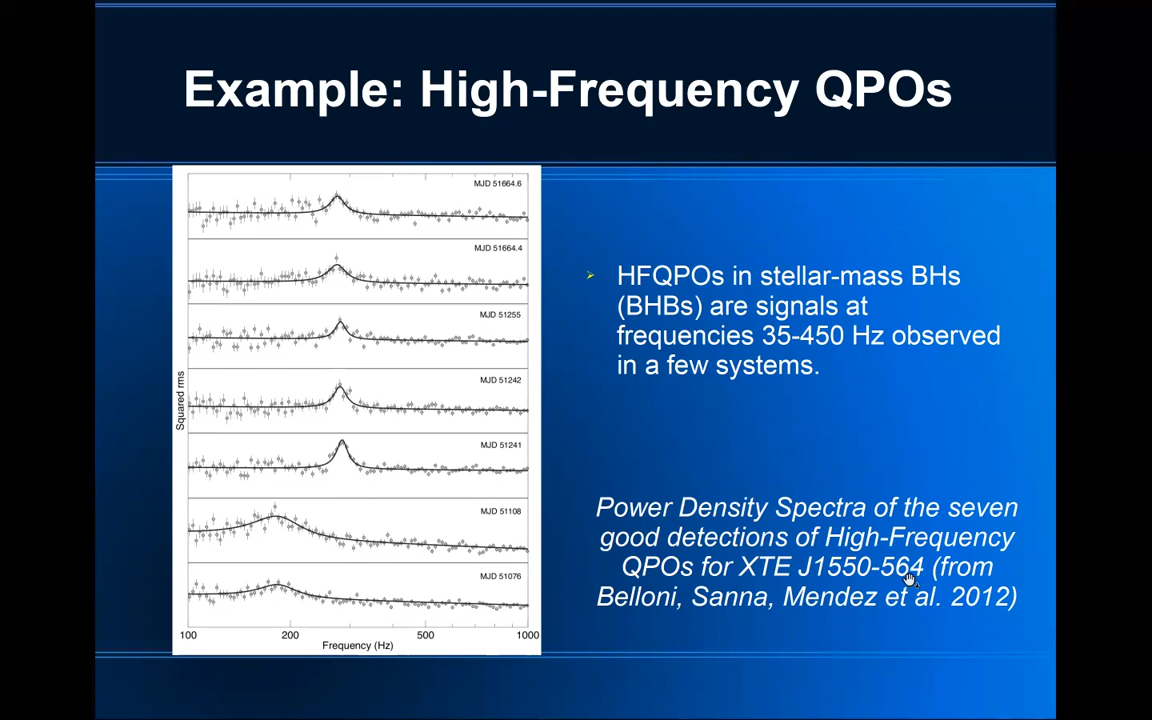 Example: High-Frequency QPOs
MJD 51664.6
MJD 51664.4
MJD 51255
MJD 51242
MJD 51241
MJD 51108
MJD 51076
Squared rms
100 200 500 1000
Frequency (Hz)
HFQPOs in stellar-mass BHs
(BHBs) are signals at
frequencies 35-450 Hz observed
in a few systems.
Power Density Spectra of the seven
good detections of High-Frequency
QPOs for XTE J1550-564 (from
Belloni, Sanna, Mendez et al. 2012)